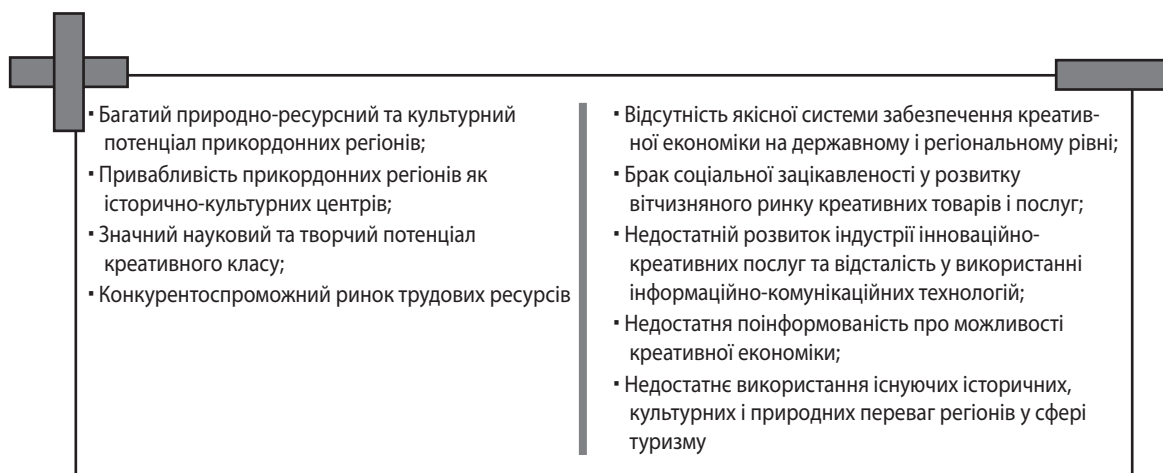 ▪ Багатий природно-ресурсний та культурний
потенціал прикордонних регіонів;
▪ Привабливість прикордонних регіонів як
історично-культурних центрів;
▪ Значний науковий та творчий потенціал
креативного класу;
▪ Конкурентоспроможний ринок трудових ресурсів
▪ Відсутність якісної системи забезпечення креатив-
ної економіки на державному і регіональному рівні;
▪ Брак соціальної зацікавленості у розвитку
вітчизняного ринку креативних товарів і послуг;
▪ Недостатній розвиток індустрії інноваційно-
креативних послуг та відсталість у використанні
інформаційно-комунікаційних технологій;
▪ Недостатня поінформованість про можливості
креативної економіки;
▪ Недостатнє використання існуючих історичних,
культурних і природних переваг регіонів у сфері
туризму